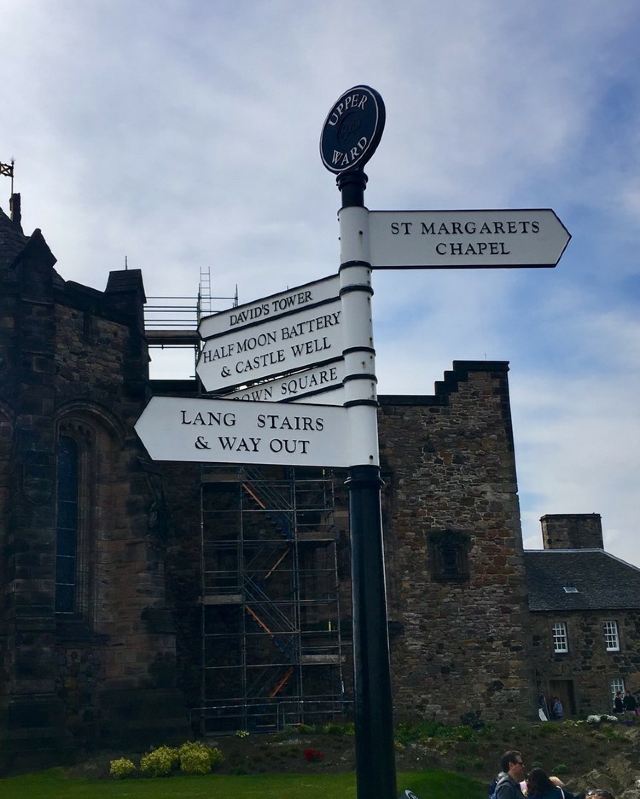 UPPER
WARD
ST MARGARETS
CHAPEL
DAVID'S TOWER
HALF MOON BATTERY
& CASTLE WELL
OWN SQUARE
LANG STAIRS
& WAY OUT